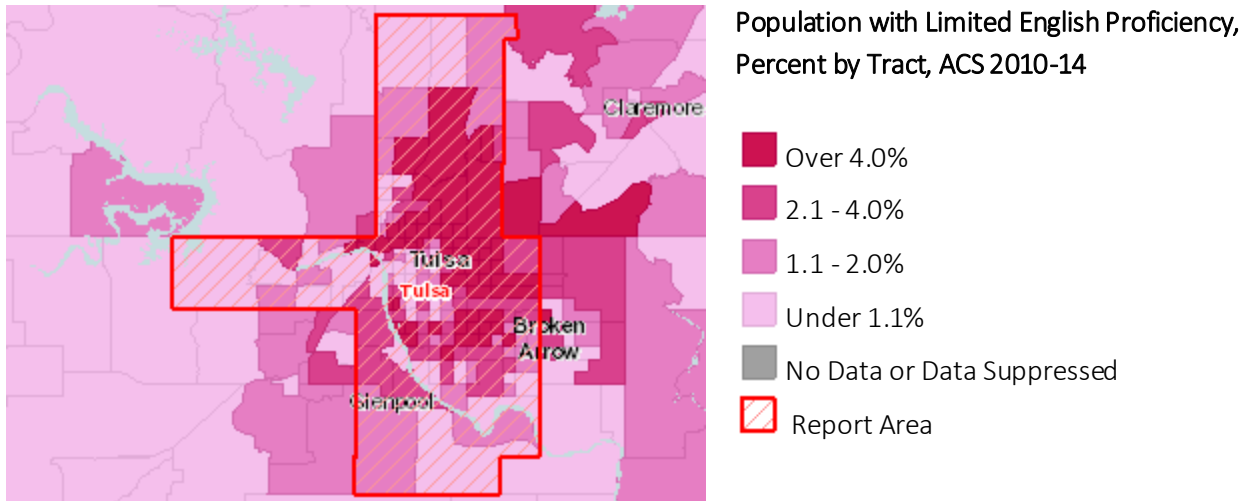 Population with Limited English Proficiency,
Percent by Tract, ACS 2010-14
Claremore
Over 4.0%
2.1 - 4.0%
Tulsa
1.1 - 2.0%
Tulsa
Under 1.1%
Broken
Arrow
No Data or Data Suppressed
Glenpool
Report Area